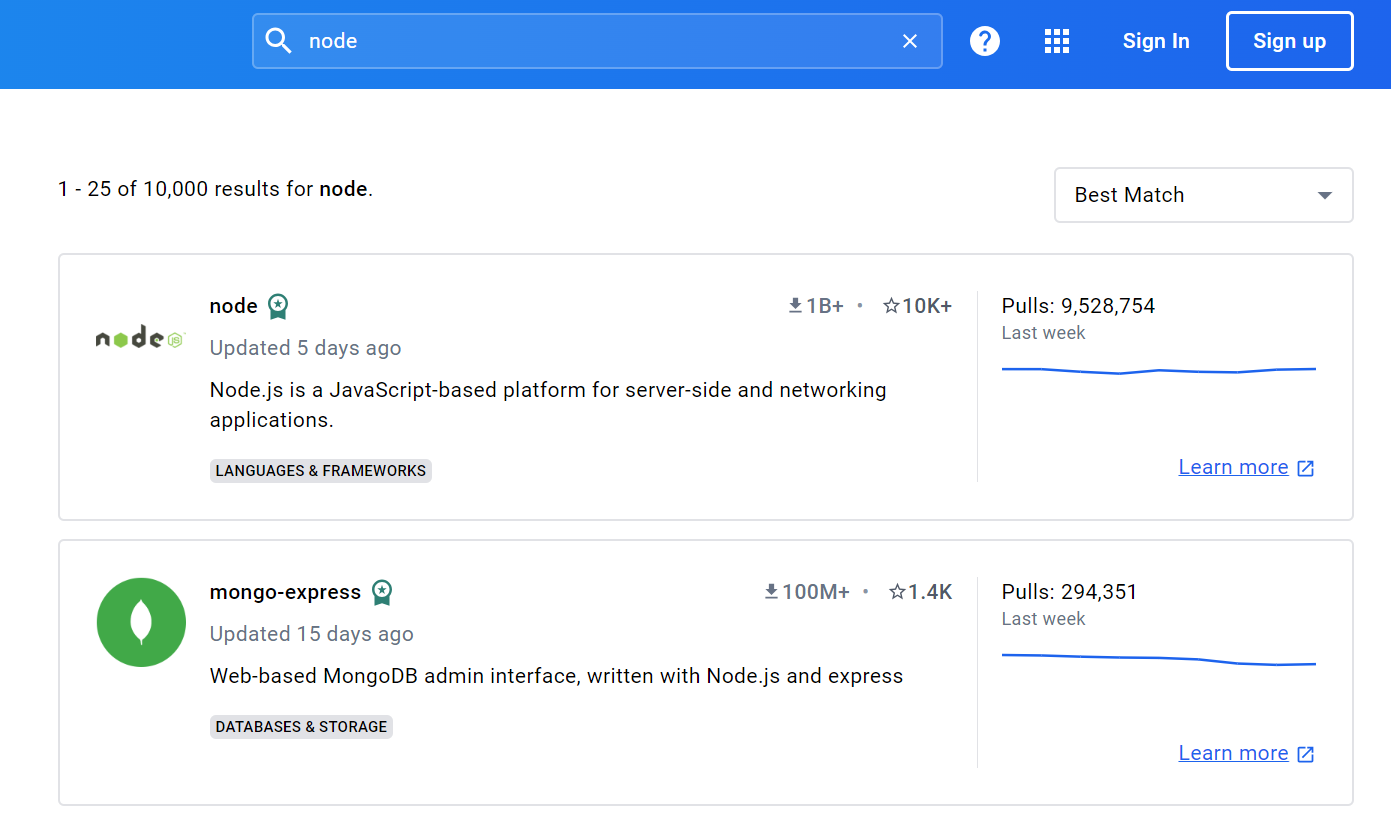 node
Sign In
Sign up
1 - 25 of 10,000 results for node.
Best Match
node
1B+ • 10K+
Updated 5 days ago
Node.js is a JavaScript-based platform for server-side and networking
applications.
LANGUAGES & FRAMEWORKS
Pulls: 9,528,754
Last week
Learn more
mongo-express
100M+ • 1.4K
Updated 15 days ago
Web-based MongoDB admin interface, written with Node.js and express
DATABASES & STORAGE
Pulls: 294,351
Last week
Learn more